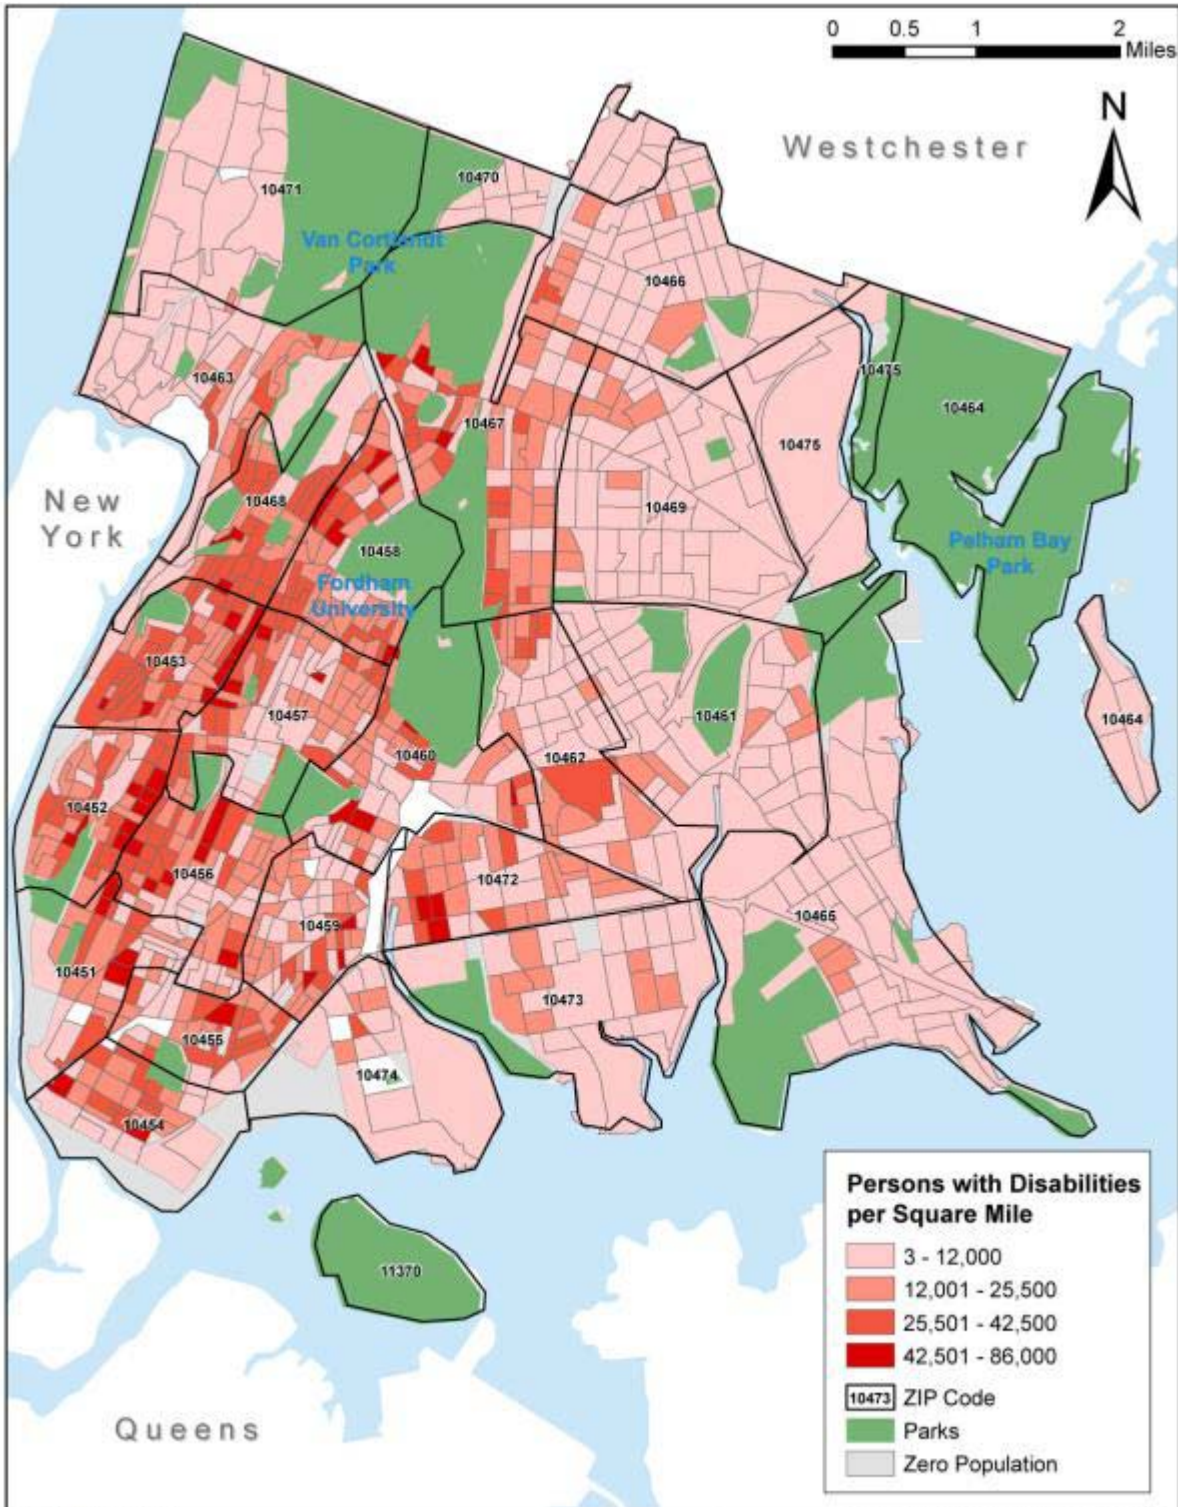 0 0.5 1 2
Miles
N
Westchester
10470
10471
Van Cortlandt
Park
10466
10475
10463
10464
10467
10475
New
York
10468
10469
10458
Pelham Bay
Park
Fordham
University
10453
10457
10461
10464
10460
10462
10452
10456
10472
10459
10465
10451
10473
10455
10474
10454
11370
Queens
Persons with Disabilities
per Square Mile
3 - 12,000
12,001 - 25,500
25,501 - 42,500
42,501 - 86,000
10473 ZIP Code
Parks
Zero Population